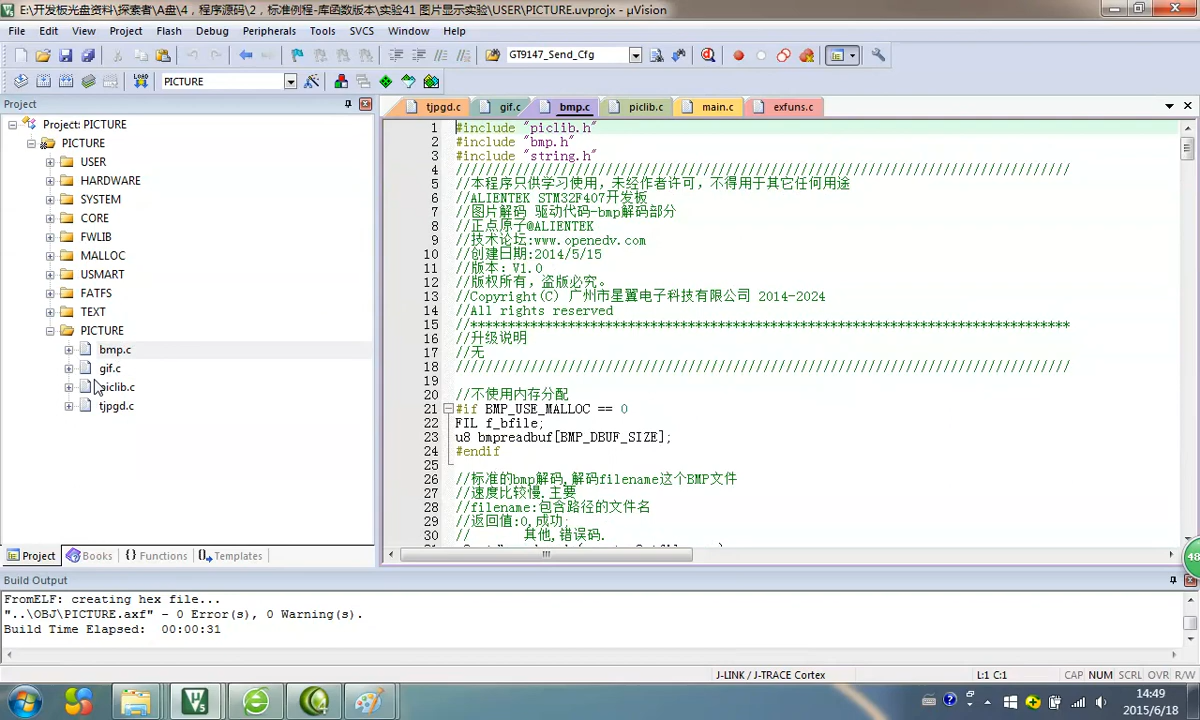 E:\开发板光盘资料\探索者\A盘\4，程序源码\2，标准例程-库函数版本\实验41 图片显示实验\USER\PICTURE.uvprojx - µVision
File Edit View Project Flash Debug Peripherals Tools SVCS Window Help
GT9147_Send_Cfg
LOAD PICTURE
Project
tjpgd.c gif.c bmp.c piclib.c main.c exfuns.c
Project: PICTURE
PICTURE
USER
HARDWARE
SYSTEM
CORE
FWLIB
MALLOC
USMART
FATFS
TEXT
PICTURE
bmp.c
gif.c
piclib.c
tjpgd.c
1 #include "piclib.h"
2 #include "bmp.h"
3 #include "string.h"
4 //////////////////////////////////////////////////////////////////////////////////
5 //本程序只供学习使用，未经作者许可，不得用于其它任何用途
6 //ALIENTEK STM32F407开发板
7 //图片解码 驱动代码-bmp解码部分
8 //正点原子@ALIENTEK
9 //技术论坛:www.openedv.com
10 //创建日期:2014/5/15
11 //版本：V1.0
12 //版权所有，盗版必究。
13 //Copyright(C) 广州市星翼电子科技有限公司 2014-2024
14 //All rights reserved
15 //********************************************************************************
16 //升级说明
17 //无
18 //////////////////////////////////////////////////////////////////////////////////
19
20 //不使用内存分配
21 #if BMP_USE_MALLOC == 0
22 FIL f_bfile;
23 u8 bmpreadbuf[BMP_DBUF_SIZE];
24 #endif
25
26 //标准的bmp解码,解码filename这个BMP文件
27 //速度比较慢.主要
28 //filename:包含路径的文件名
29 //返回值:0,成功;
30 // 其他,错误码.
Project Books {} Functions Templates
48
Build Output
FromELF: creating hex file...
"..\OBJ\PICTURE.axf" - 0 Error(s), 0 Warning(s).
Build Time Elapsed: 00:00:31
J-LINK / J-TRACE Cortex L:1 C:1 CAP NUM SCRL OVR R/W
14:49
2015/6/18